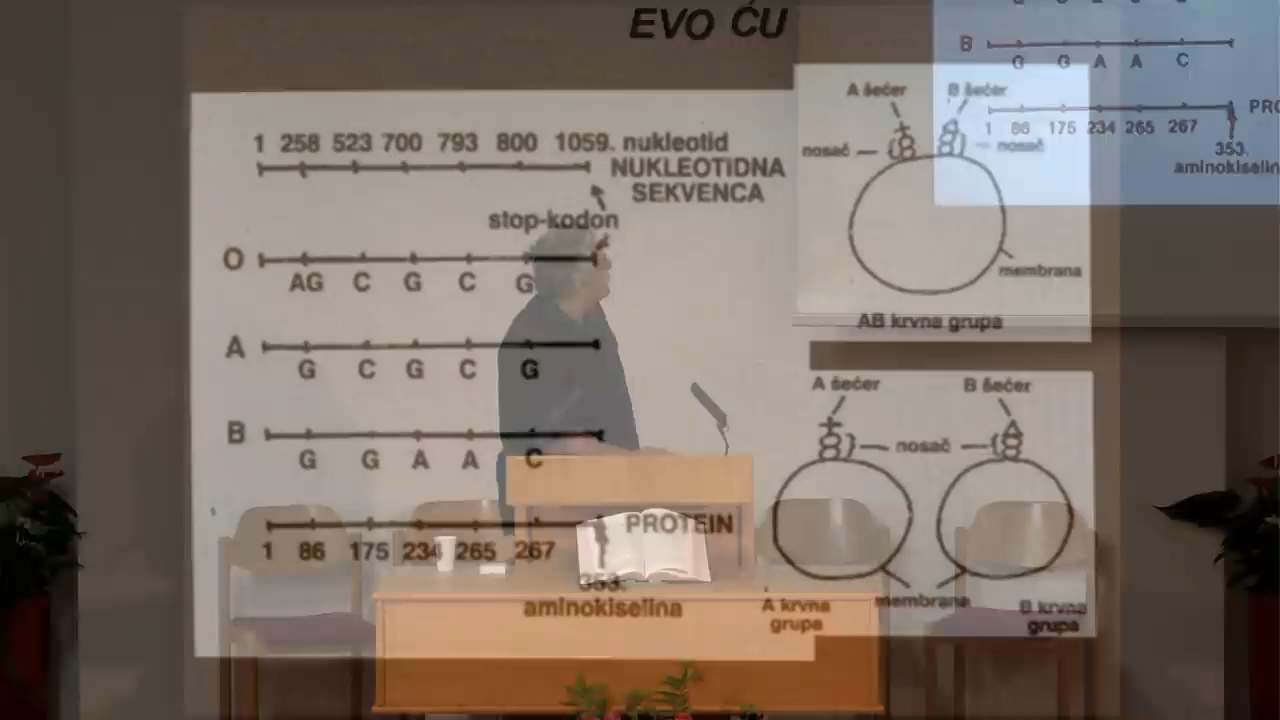 EVO ĆU
1 258 523 700 793 800 1059. nukleotid
NUKLEOTIDNA
SEKVENCA
stop-kodon
O
AG C G C G
A
G C G C G
B
G G A A C
PROTEIN
1 86 175 234 265 267
353.
aminokiselina
A šećer B šećer
nosač nosač
membrana
AB krvna grupa
A šećer B šećer
nosač
membrana
A krvna
grupa
B krvna
grupa
B
G G A A C
1 86 175 234 265 267
PRO
353.
aminokiselin